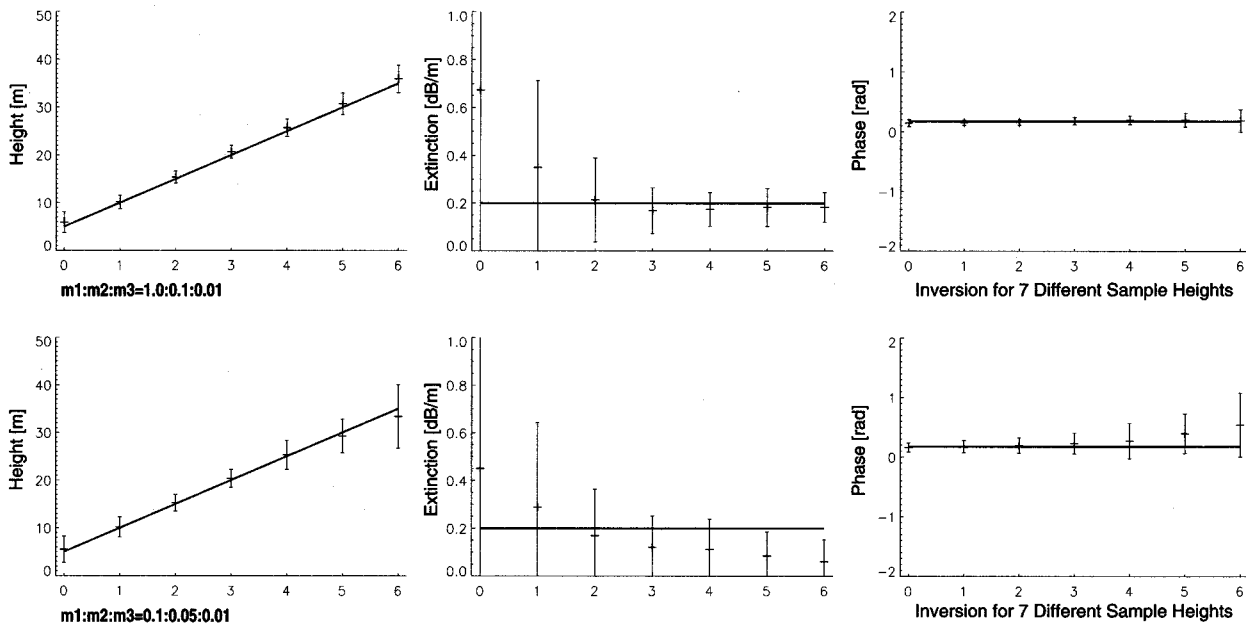 50
40
30
20
10
0
Height [m]
0 1 2 3 4 5 6
m1:m2:m3=1.0:0.1:0.01
1.0
0.8
0.6
0.4
0.2
0.0
Extinction [dB/m]
0 1 2 3 4 5 6
2
1
0
−1
−2
Phase [rad]
0 1 2 3 4 5 6
Inversion for 7 Different Sample Heights
50
40
30
20
10
0
Height [m]
0 1 2 3 4 5 6
m1:m2:m3=0.1:0.05:0.01
1.0
0.8
0.6
0.4
0.2
0.0
Extinction [dB/m]
0 1 2 3 4 5 6
2
1
0
−1
−2
Phase [rad]
0 1 2 3 4 5 6
Inversion for 7 Different Sample Heights